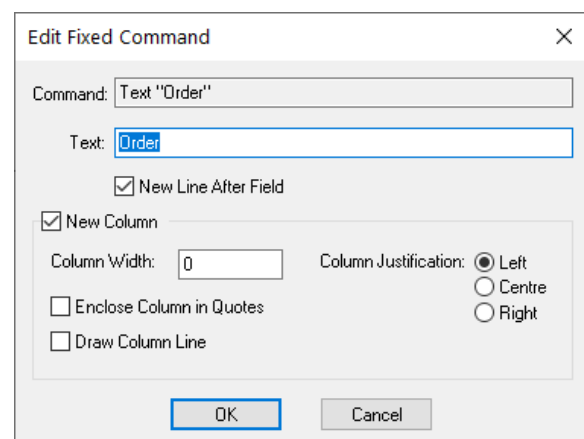 Edit Fixed Command
Command: Text "Order"
Text: Order
New Line After Field
New Column
Column Width: 0
Column Justification: Left
Centre
Enclose Column in Quotes
Right
Draw Column Line
OK Cancel